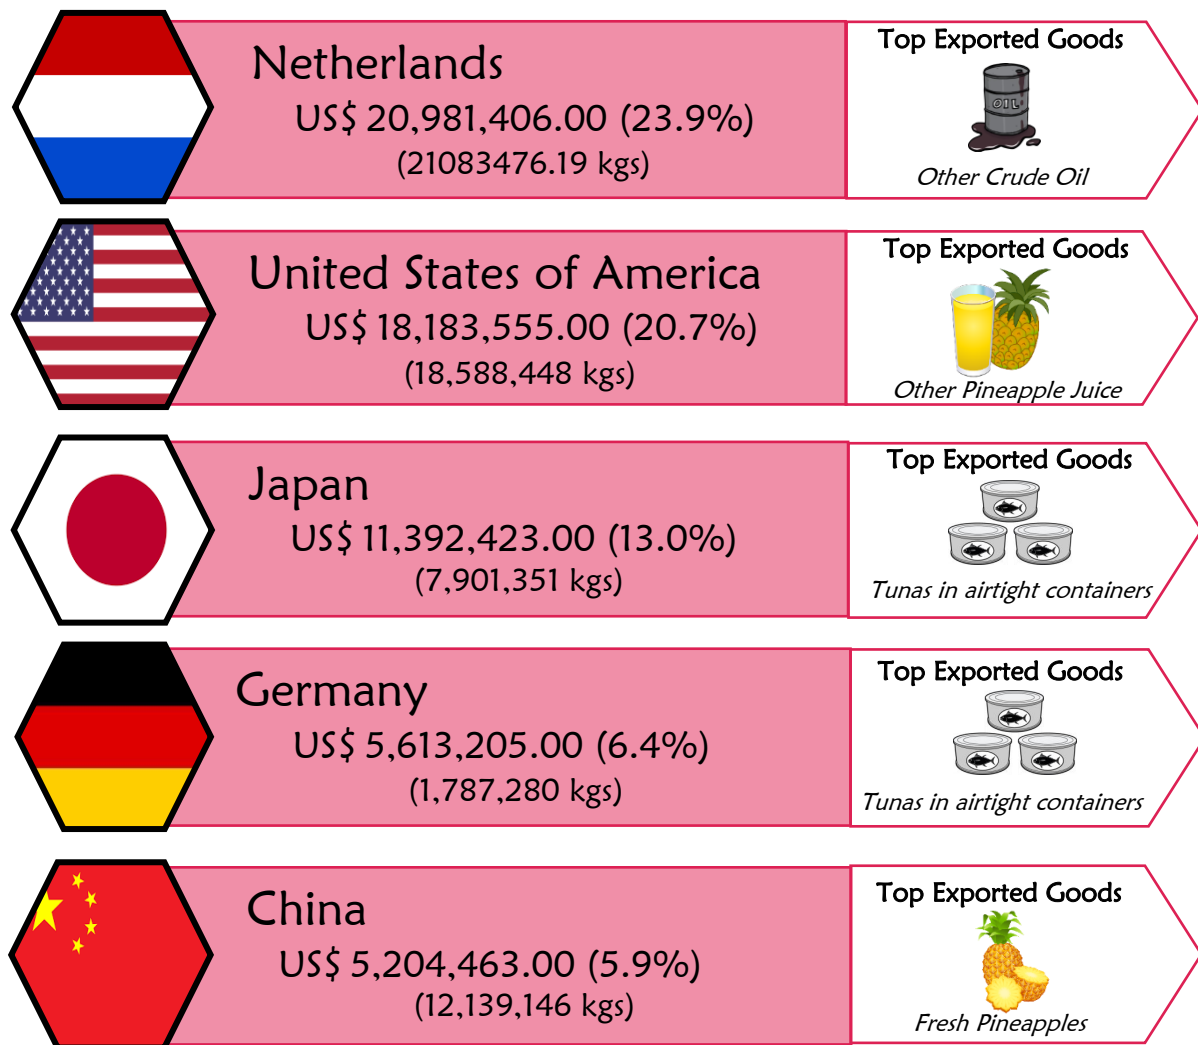 Netherlands
US$ 20,981,406.00 (23.9%)
(21083476.19 kgs)
Top Exported Goods
OIL
Other Crude Oil
United States of America
US$ 18,183,555.00 (20.7%)
(18,588,448 kgs)
Top Exported Goods
Other Pineapple Juice
Japan
US$ 11,392,423.00 (13.0%)
(7,901,351 kgs)
Top Exported Goods
Tunas in airtight containers
Germany
US$ 5,613,205.00 (6.4%)
(1,787,280 kgs)
Top Exported Goods
Tunas in airtight containers
China
US$ 5,204,463.00 (5.9%)
(12,139,146 kgs)
Top Exported Goods
Fresh Pineapples